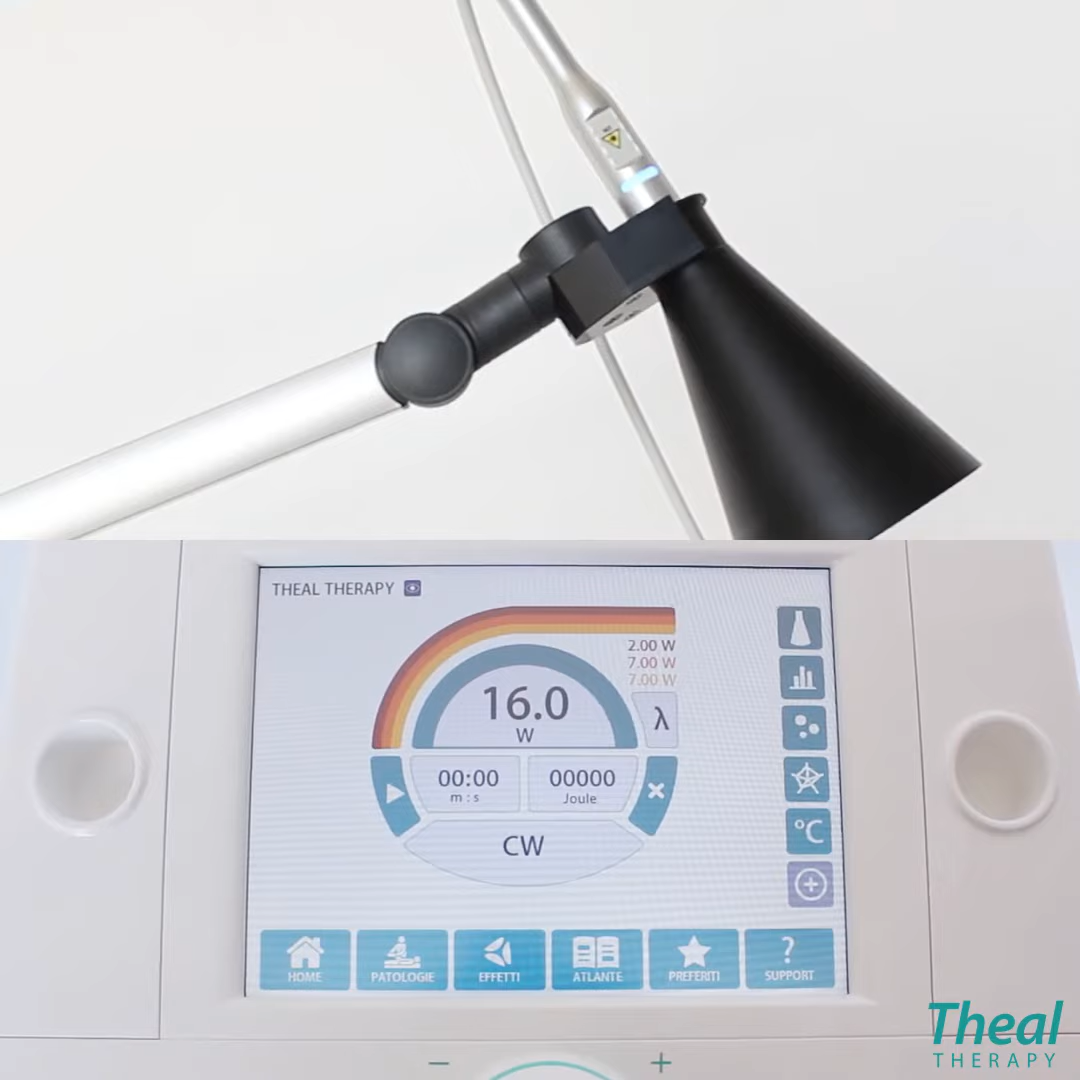 THEAL THERAPY
2.00 W
7.00 W
7.00 W
16.0
W
λ
00:00
m : s
00000
Joule
CW
°C
HOME
PATOLOGIE
EFFETTI
ATLANTE
PREFERITI
?
SUPPORT
− +
Theal
THERAPY